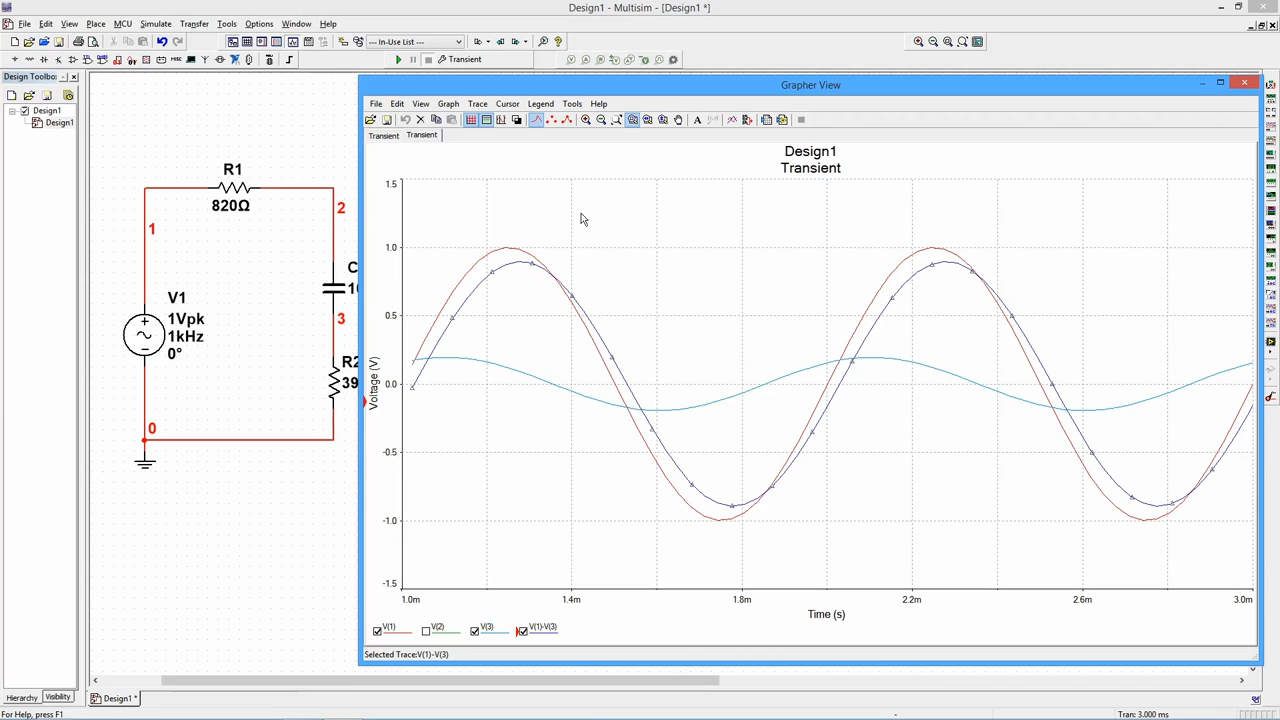 Design1 - Multisim - [Design1 *]
File Edit View Place MCU Simulate Transfer Tools Options Window Help
--- In-Use List ---
Transient
Design Toolbo
Design1
Design1
R1
820Ω
2
1
V1
1Vpk
1kHz
0°
C
3
R2
39
0
Grapher View
File Edit View Graph Trace Cursor Legend Tools Help
Transient Transient
Design1
Transient
1.5
1.0
0.5
0.0
-0.5
-1.0
-1.5
Voltage (V)
1.0m 1.4m 1.8m 2.2m 2.6m 3.0m
Time (s)
V(1) V(2) V(3) V(1)-V(3)
Selected Trace:V(1)-V(3)
Hierarchy Visibility
Design1 *
For Help, press F1
-
Tran: 3.000 ms